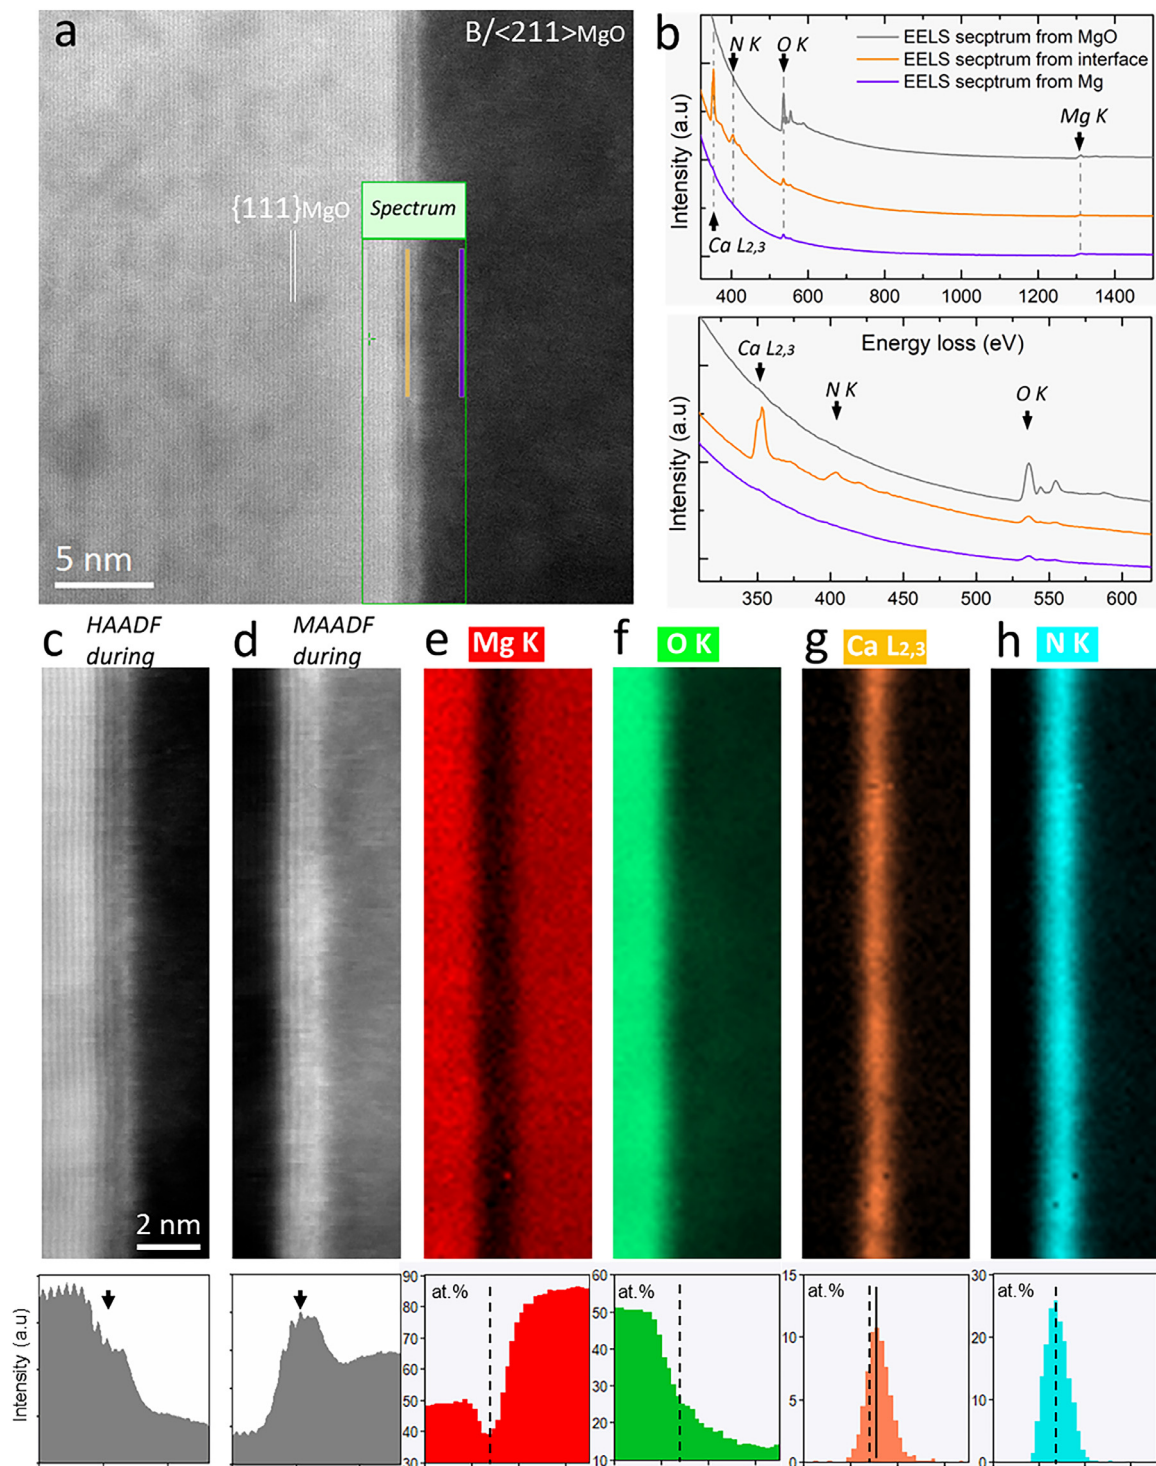 a
B/<211>MgO
{111}MgO
Spectrum
5 nm
b
N K
O K
EELS secptrum from MgO
EELS secptrum from interface
EELS secptrum from Mg
Mg K
Ca L2,3
Intensity (a.u)
400 600 800 1000 1200 1400
Energy loss (eV)
Ca L2,3
N K
O K
Intensity (a.u)
350 400 450 500 550 600
c
HAADF
during
d
MAADF
during
e
Mg K
f
O K
g
Ca L2,3
h
N K
2 nm
Intensity (a.u)
at.%
90
80
70
60
50
40
30
at.%
60
50
40
30
20
10
at.%
15
10
5
0
at.%
30
20
10
0